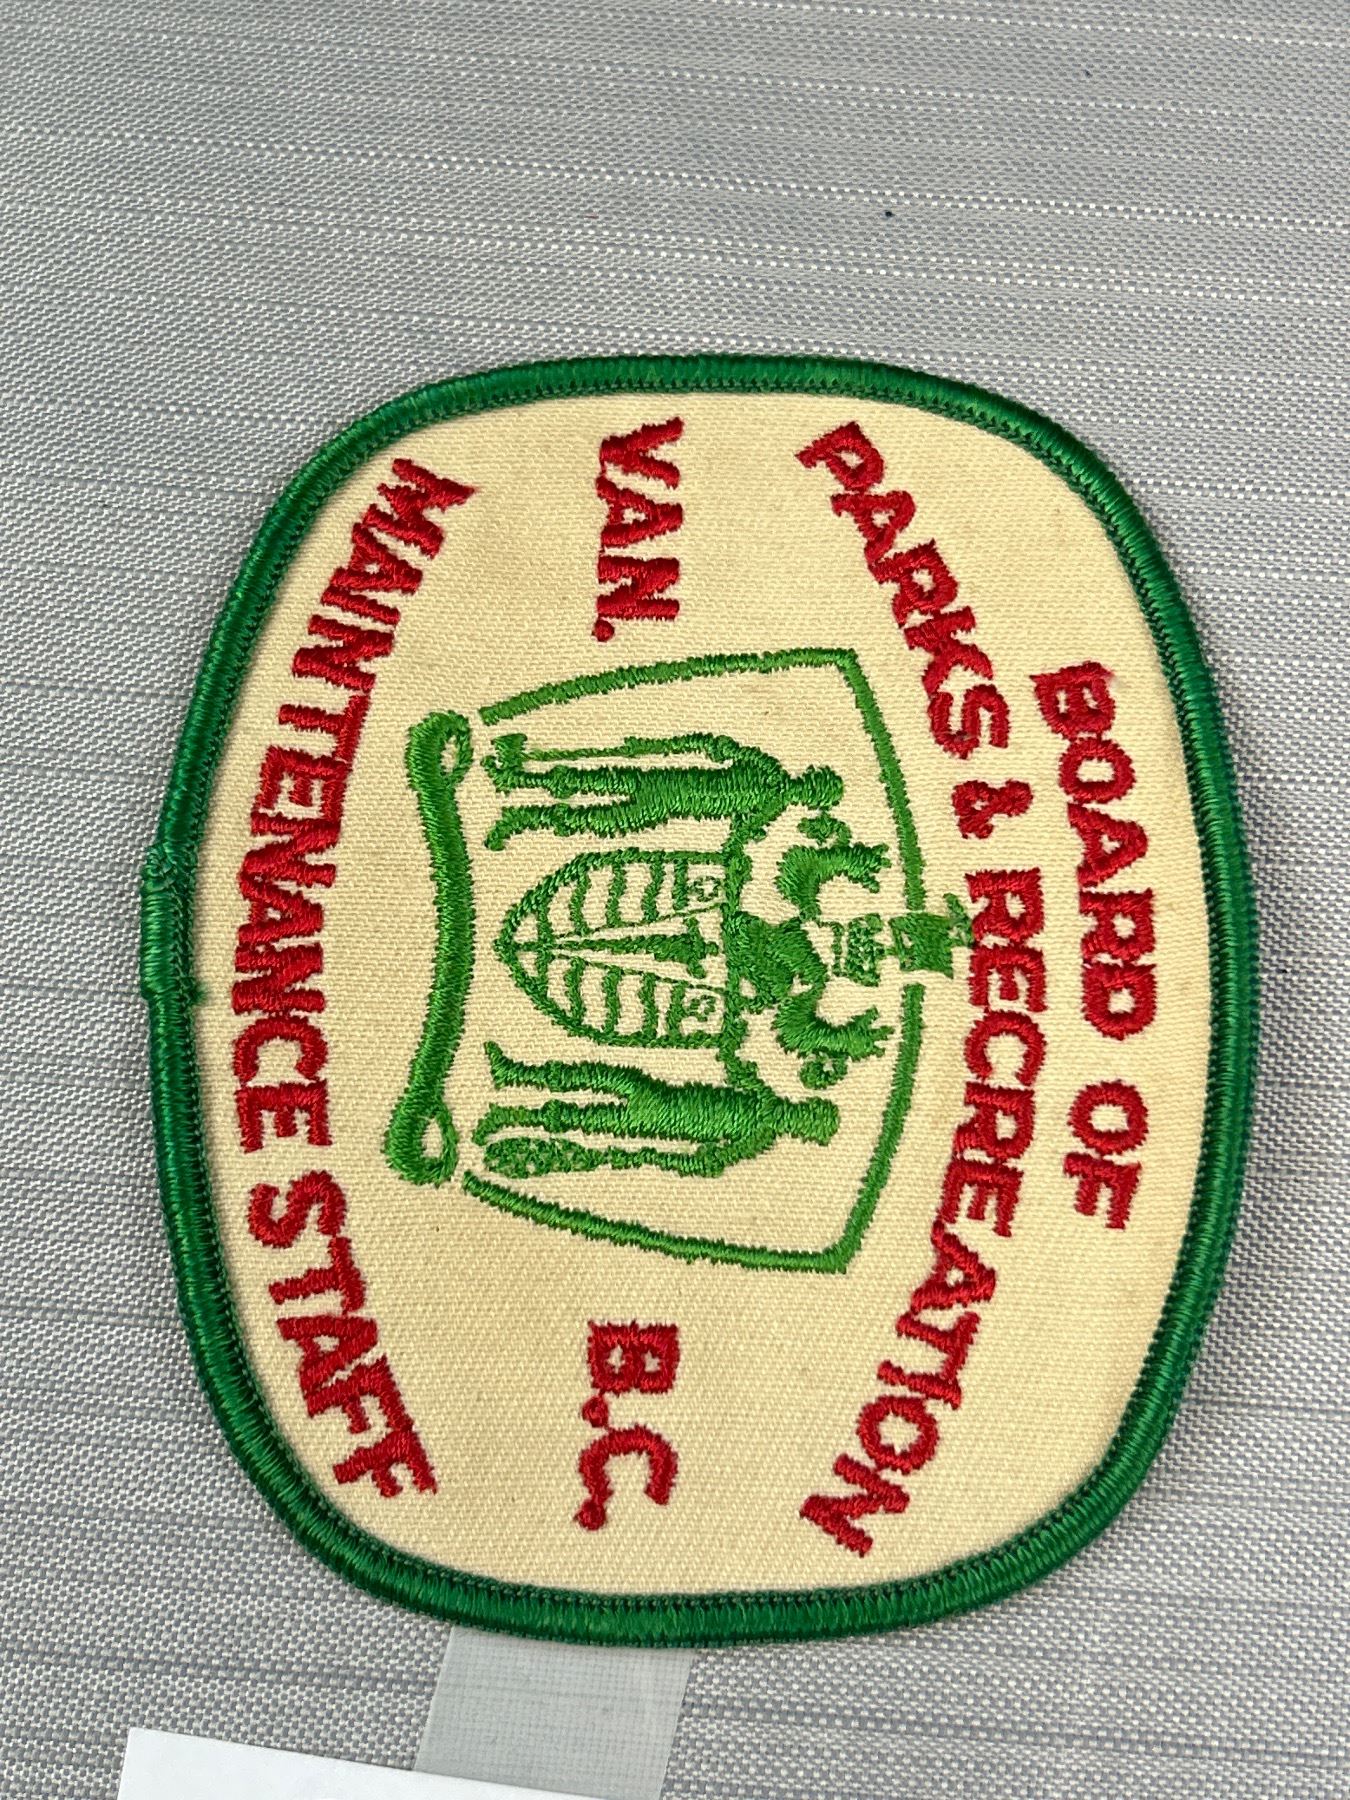 BOARD OF
PARKS & RECREATION
VAN. B.C.
MAINTENANCE STAFF